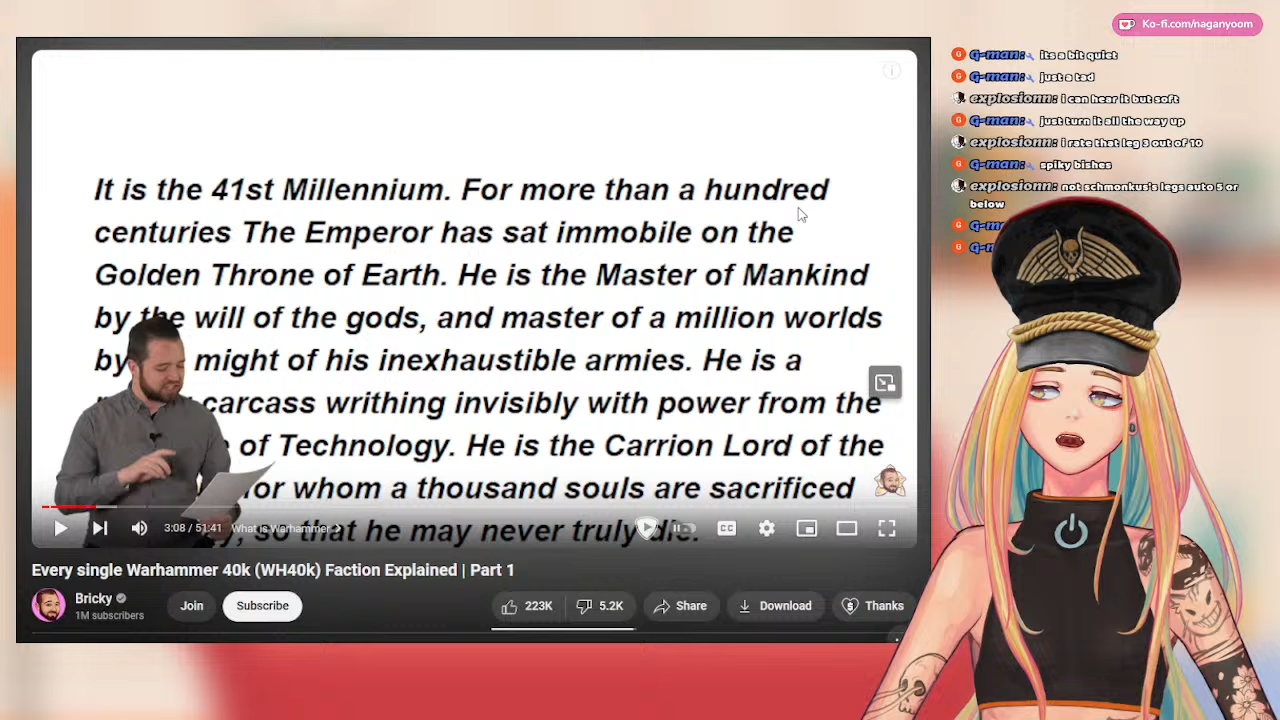 Ko-fi.com/naganyoom
G-man: its a bit quiet
G-man: just a tad
explosionn: i can hear it but soft
G-man: just turn it all the way up
explosionn: i rate that leg 3 out of 10
G-man: spiky bishes
explosionn: not schmonkus's legs auto 5 or
below
It is the 41st Millennium. For more than a hundred
centuries The Emperor has sat immobile on the
Golden Throne of Earth. He is the Master of Mankind
by the will of the gods, and master of a million worlds
by might of his inexhaustible armies. He is a
carcass writhing invisibly with power from the
of Technology. He is the Carrion Lord of the
for whom a thousand souls are sacrificed
so that he may never truly die.
3:08 / 51:41 What is Warhammer
CC
Every single Warhammer 40k (WH40k) Faction Explained | Part 1
Bricky
1M subscribers
Join
Subscribe
223K
5.2K
Share
Download
Thanks